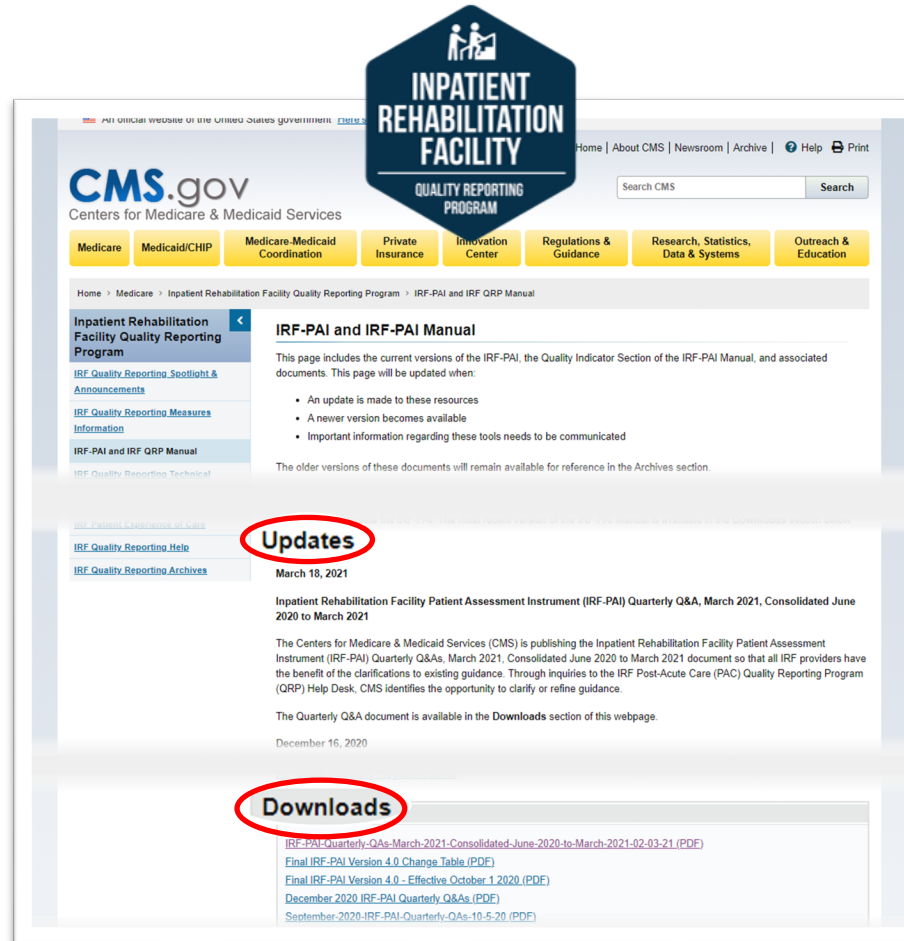 INPATIENT
REHABILITATION
FACILITY
QUALITY REPORTING
PROGRAM
An official website of the United States government Here's
Home | About CMS | Newsroom | Archive | Help Print
CMS.gov
Centers for Medicare & Medicaid Services
Search CMS
Search
Medicare
Medicaid/CHIP
Medicare-Medicaid
Coordination
Private
Insurance
Innovation
Center
Regulations &
Guidance
Research, Statistics,
Data & Systems
Outreach &
Education
Home > Medicare > Inpatient Rehabilitation Facility Quality Reporting Program > IRF-PAI and IRF QRP Manual
Inpatient Rehabilitation
Facility Quality Reporting
Program
IRF Quality Reporting Spotlight &
Announcements
IRF Quality Reporting Measures
Information
IRF-PAI and IRF QRP Manual
IRF Quality Reporting Technical
IRF Patient Experience of Care
IRF Quality Reporting Help
IRF Quality Reporting Archives
IRF-PAI and IRF-PAI Manual
This page includes the current versions of the IRF-PAI, the Quality Indicator Section of the IRF-PAI Manual, and associated
documents. This page will be updated when:
• An update is made to these resources
• A newer version becomes available
• Important information regarding these tools needs to be communicated
The older versions of these documents will remain available for reference in the Archives section.
Updates
March 18, 2021
Inpatient Rehabilitation Facility Patient Assessment Instrument (IRF-PAI) Quarterly Q&A, March 2021, Consolidated June
2020 to March 2021
The Centers for Medicare & Medicaid Services (CMS) is publishing the Inpatient Rehabilitation Facility Patient Assessment
Instrument (IRF-PAI) Quarterly Q&As, March 2021, Consolidated June 2020 to March 2021 document so that all IRF providers have
the benefit of the clarifications to existing guidance. Through inquiries to the IRF Post-Acute Care (PAC) Quality Reporting Program
(QRP) Help Desk, CMS identifies the opportunity to clarify or refine guidance.
The Quarterly Q&A document is available in the Downloads section of this webpage.
December 16, 2020
Downloads
IRF-PAI-Quarterly-QAs-March-2021-Consolidated-June-2020-to-March-2021-02-03-21 (PDF)
Final IRF-PAI Version 4.0 Change Table (PDF)
Final IRF-PAI Version 4.0 - Effective October 1 2020 (PDF)
December 2020 IRF-PAI Quarterly Q&As (PDF)
September-2020-IRF-PAI-Quarterly-QAs-10-5-20 (PDF)